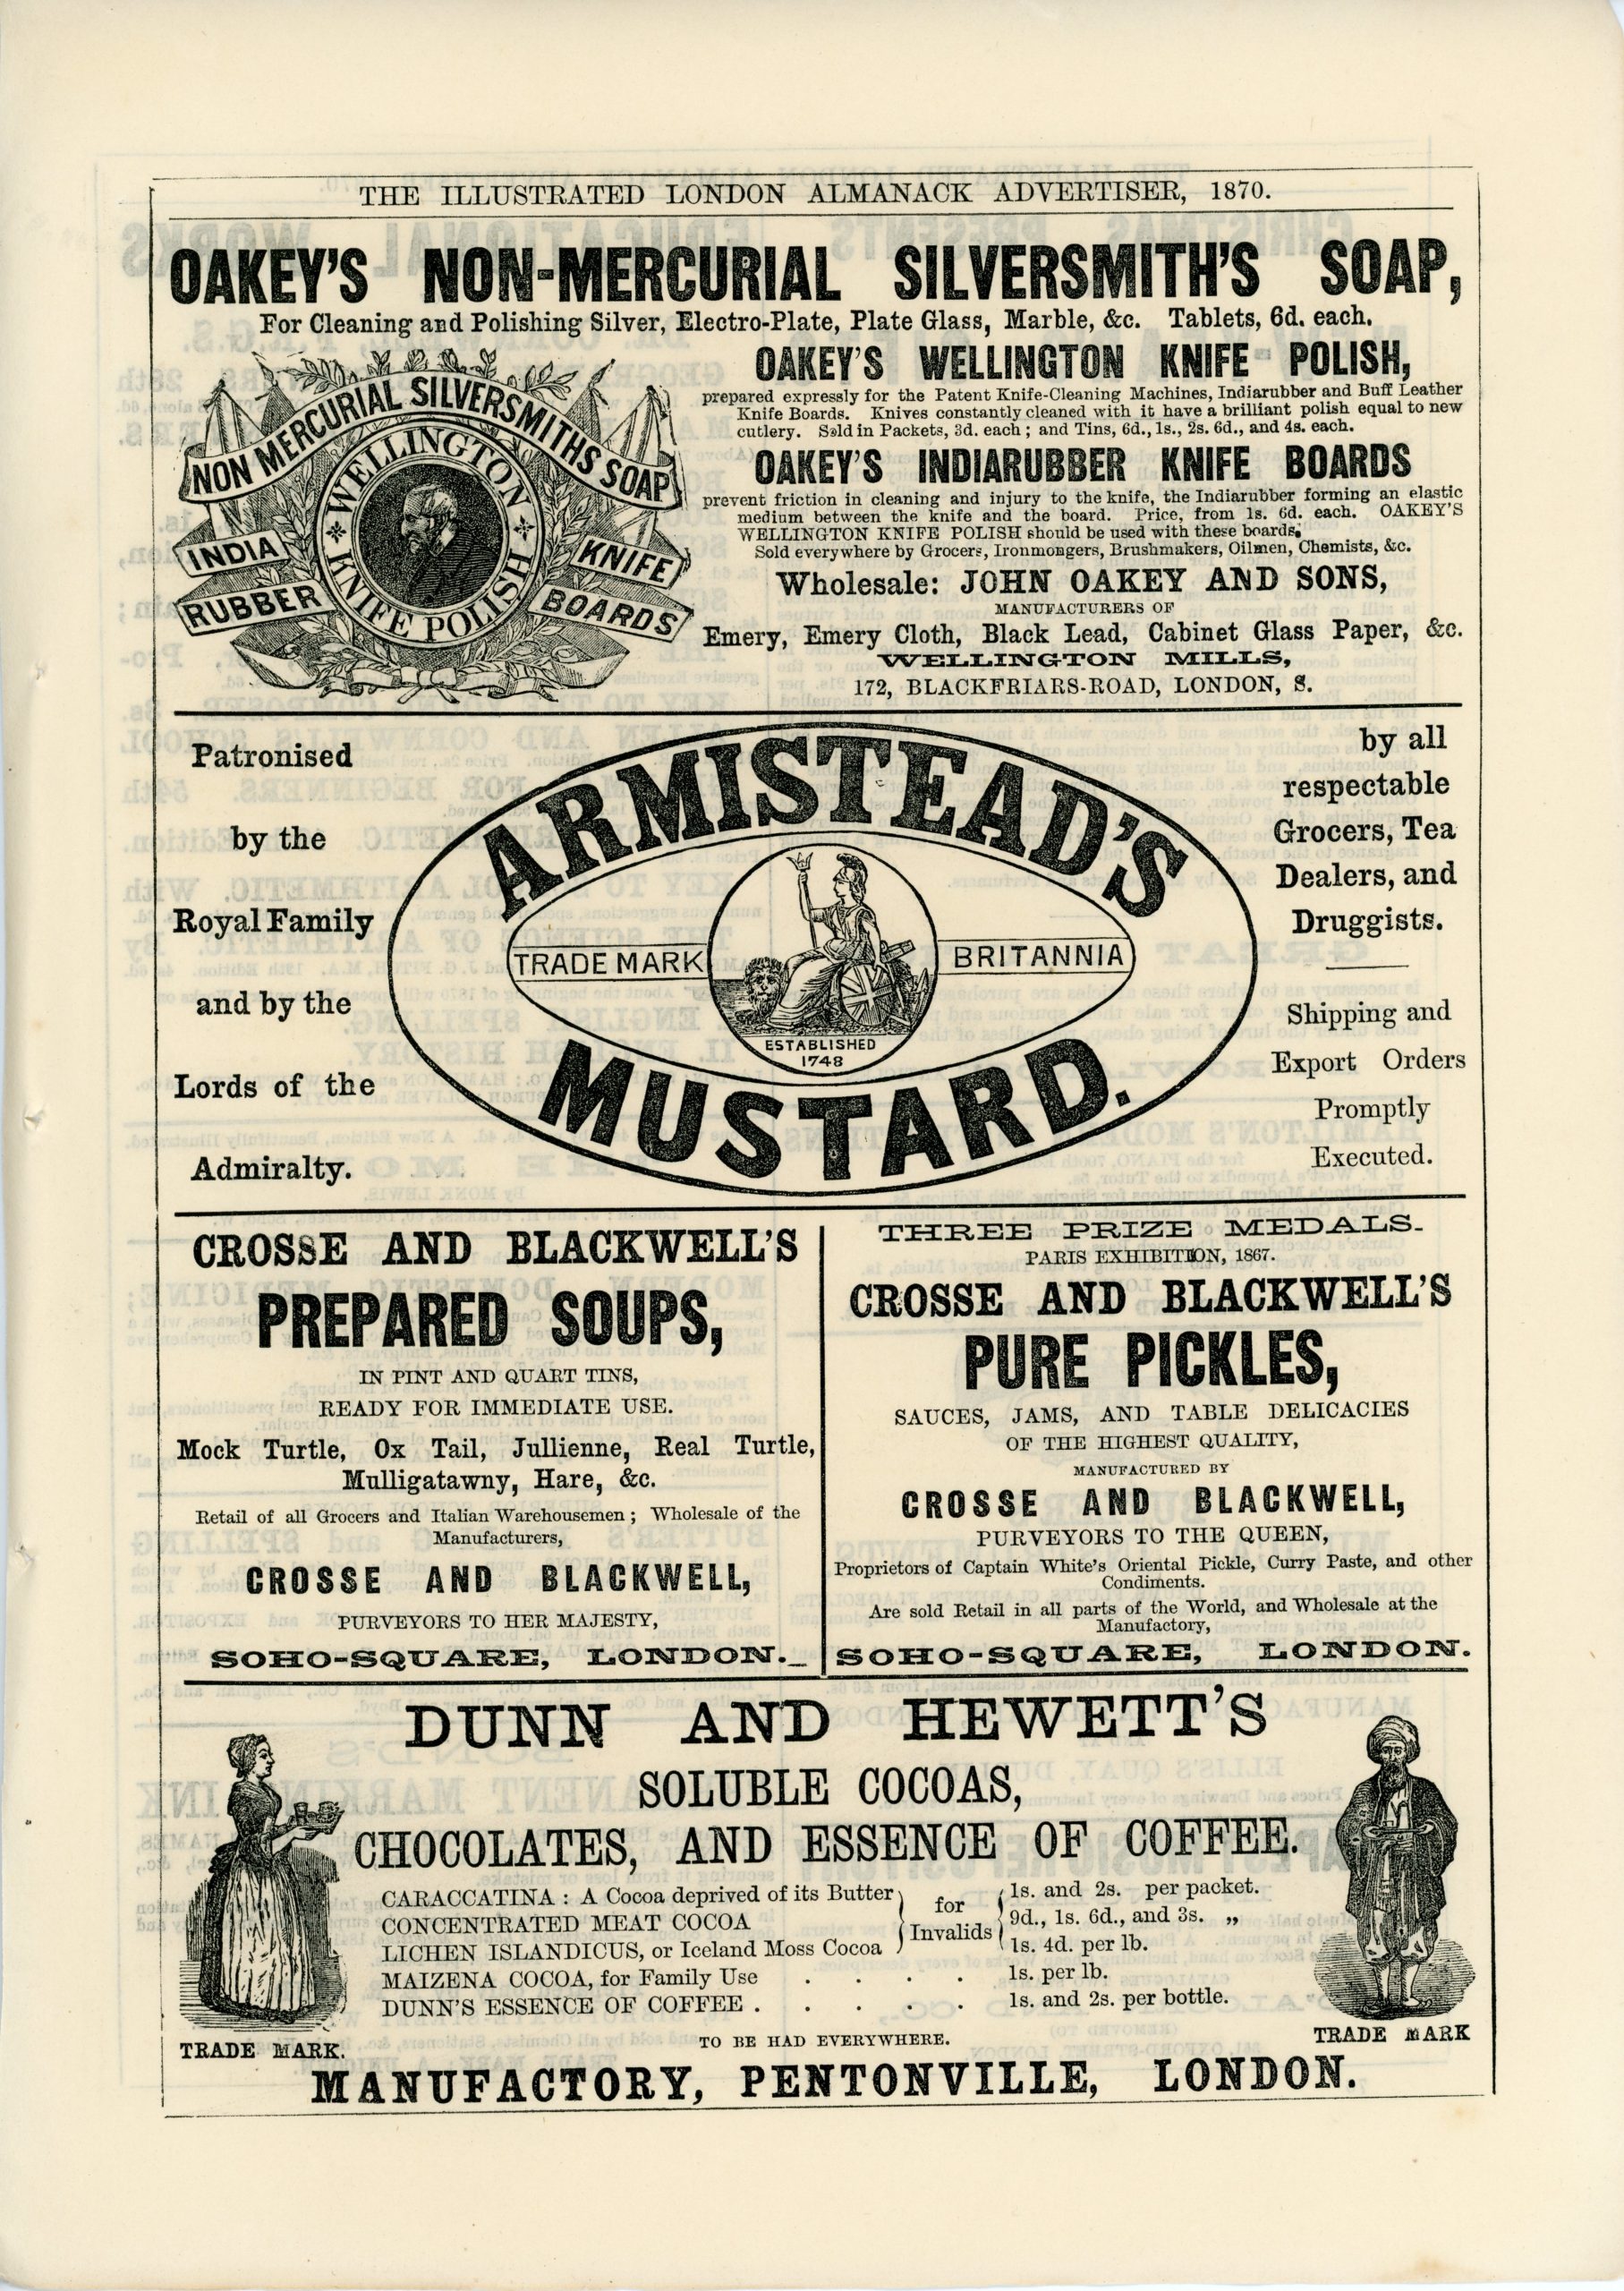 THE ILLUSTRATED LONDON ALMANACK ADVERTISER, 1870.
OAKEY'S NON-MERCURIAL SILVERSMITH'S SOAP,
For Cleaning and Polishing Silver, Electro-Plate, Plate Glass, Marble, &c. Tablets, 6d. each.
NON MERCURIAL SILVERSMITHS SOAP
WELLINGTON
KNIFE POLISH
INDIA
RUBBER
KNIFE
BOARDS
OAKEY'S WELLINGTON KNIFE POLISH,
prepared expressly for the Patent Knife-Cleaning Machines, Indiarubber and Buff Leather
Knife Boards. Knives constantly cleaned with it have a brilliant polish equal to new
cutlery. Sold in Packets, 3d. each; and Tins, 6d., 1s., 2s. 6d., and 4s. each.
OAKEY'S INDIARUBBER KNIFE BOARDS
prevent friction in cleaning and injury to the knife, the Indiarubber forming an elastic
medium between the knife and the board. Price, from 1s. 6d. each. OAKEY'S
WELLINGTON KNIFE POLISH should be used with these boards.
Sold everywhere by Grocers, Ironmongers, Brushmakers, Oilmen, Chemists, &c.
Wholesale: JOHN OAKEY AND SONS,
MANUFACTURERS OF
Emery, Emery Cloth, Black Lead, Cabinet Glass Paper, &c.
WELLINGTON MILLS,
172, BLACKFRIARS-ROAD, LONDON, S.
Patronised
by the
Royal Family
and by the
Lords of the
Admiralty.
ARMISTEAD'S
TRADE MARK
BRITANNIA
ESTABLISHED
1748
MUSTARD.
by all
respectable
Grocers, Tea
Dealers, and
Druggists.
Shipping and
Export Orders
Promptly
Executed.
CROSSE AND BLACKWELL'S
PREPARED SOUPS,
IN PINT AND QUART TINS,
READY FOR IMMEDIATE USE.
Mock Turtle, Ox Tail, Jullienne, Real Turtle,
Mulligatawny, Hare, &c.
Retail of all Grocers and Italian Warehousemen; Wholesale of the
Manufacturers,
CROSSE AND BLACKWELL,
PURVEYORS TO HER MAJESTY,
SOHO-SQUARE, LONDON.
THREE PRIZE MEDALS.
PARIS EXHIBITION, 1867.
CROSSE AND BLACKWELL'S
PURE PICKLES,
SAUCES, JAMS, AND TABLE DELICACIES
OF THE HIGHEST QUALITY,
MANUFACTURED BY
CROSSE AND BLACKWELL,
PURVEYORS TO THE QUEEN,
Proprietors of Captain White's Oriental Pickle, Curry Paste, and other
Condiments.
Are sold Retail in all parts of the World, and Wholesale at the
Manufactory,
SOHO-SQUARE, LONDON.
DUNN AND HEWETT'S
SOLUBLE COCOAS,
CHOCOLATES, AND ESSENCE OF COFFEE.
CARACCATINA: A Cocoa deprived of its Butter } for Invalids { 1s. and 2s. per packet.
CONCENTRATED MEAT COCOA 9d., 1s. 6d., and 3s. „
LICHEN ISLANDICUS, or Iceland Moss Cocoa 1s. 4d. per lb.
MAIZENA COCOA, for Family Use . . . . 1s. per lb.
DUNN'S ESSENCE OF COFFEE . . . . . 1s. and 2s. per bottle.
TO BE HAD EVERYWHERE.
TRADE MARK.
TRADE MARK
MANUFACTORY, PENTONVILLE, LONDON.